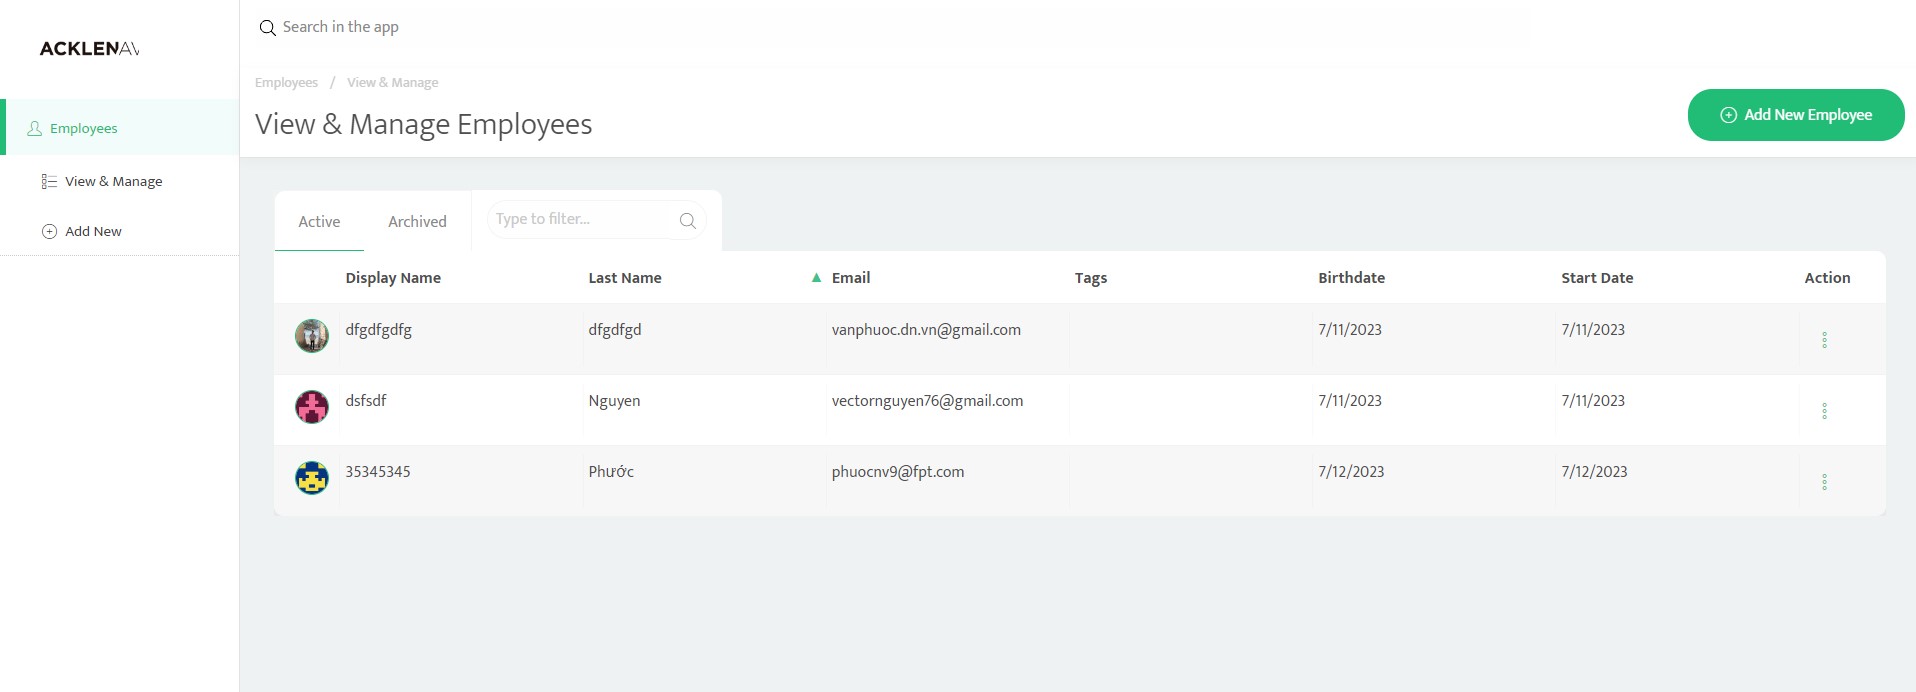 Search in the app
ACKLENAV
Employees / View & Manage
View & Manage Employees
Add New Employee
Employees
View & Manage
Add New
Active Archived Type to filter...
Display Name Last Name ▲ Email Tags Birthdate Start Date Action
dfgdfgdfg dfgdfgd vanphuoc.dn.vn@gmail.com 7/11/2023 7/11/2023
dsfsdf Nguyen vectornguyen76@gmail.com 7/11/2023 7/11/2023
35345345 Phước phuocnv9@fpt.com 7/12/2023 7/12/2023